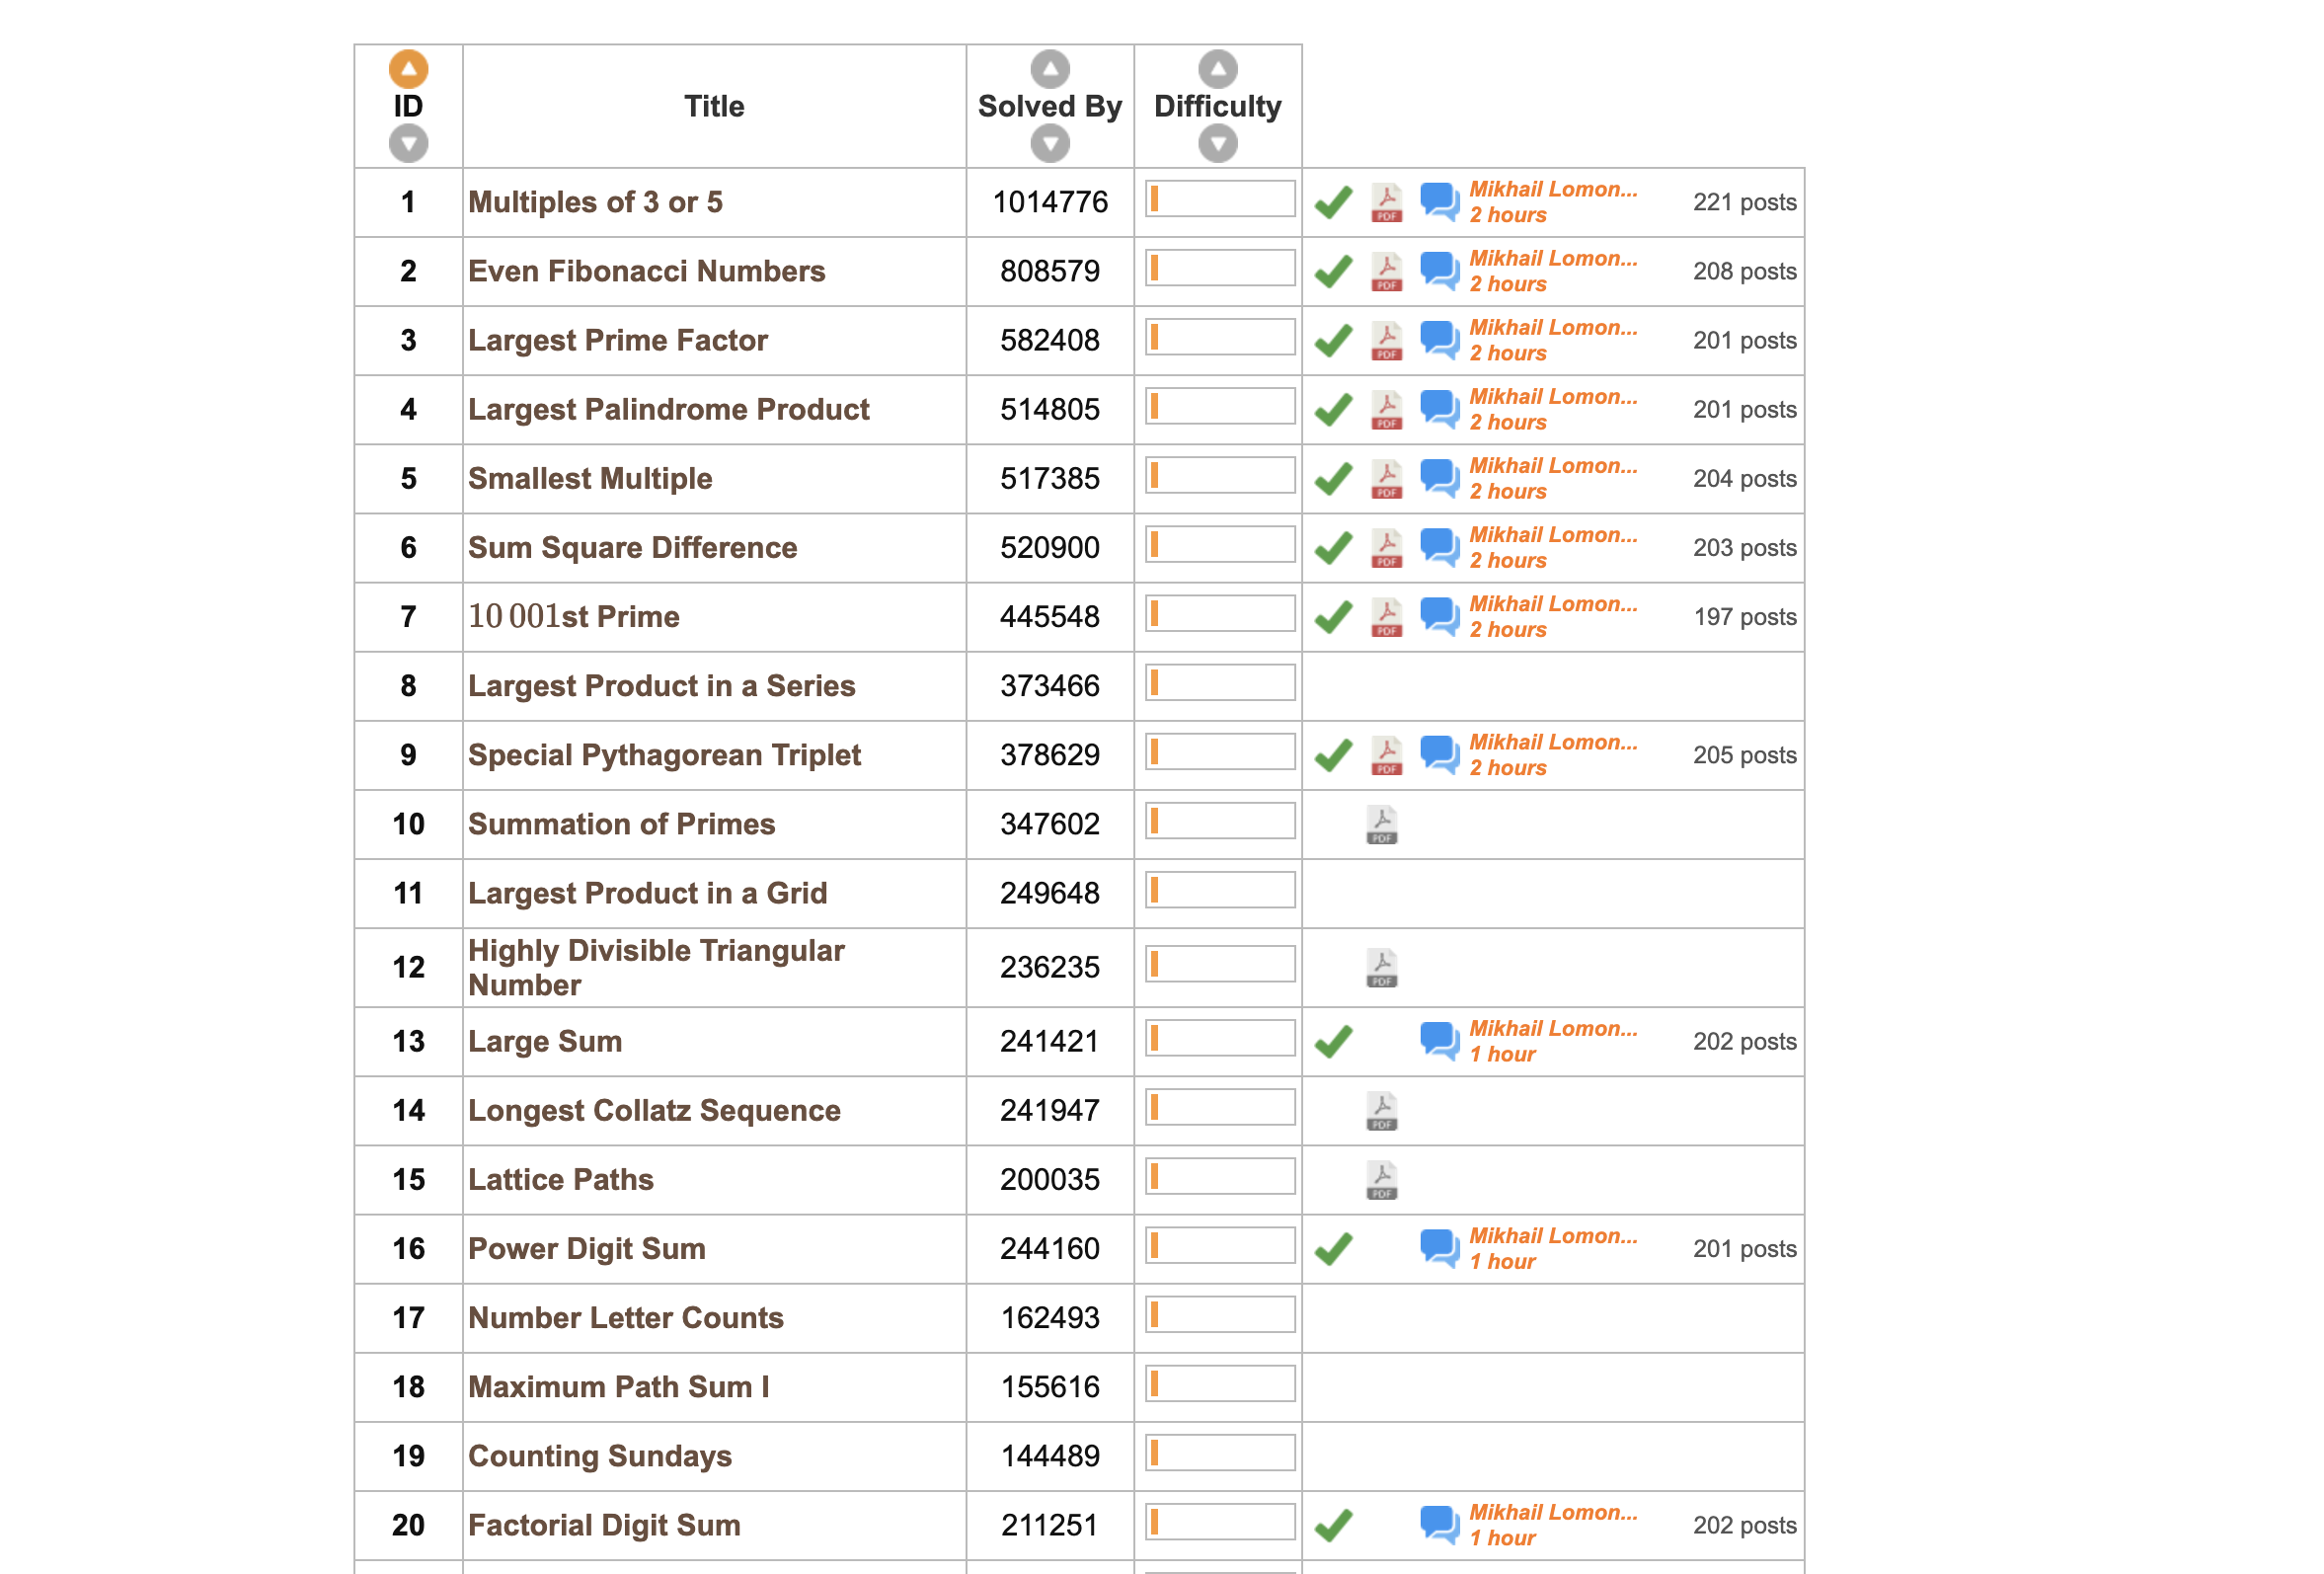 ID Title Solved By Difficulty
1 Multiples of 3 or 5 1014776 PDF Mikhail Lomon... 221 posts
2 hours
2 Even Fibonacci Numbers 808579 PDF Mikhail Lomon... 208 posts
2 hours
3 Largest Prime Factor 582408 PDF Mikhail Lomon... 201 posts
2 hours
4 Largest Palindrome Product 514805 PDF Mikhail Lomon... 201 posts
2 hours
5 Smallest Multiple 517385 PDF Mikhail Lomon... 204 posts
2 hours
6 Sum Square Difference 520900 PDF Mikhail Lomon... 203 posts
2 hours
7 10 001st Prime 445548 PDF Mikhail Lomon... 197 posts
2 hours
8 Largest Product in a Series 373466
9 Special Pythagorean Triplet 378629 PDF Mikhail Lomon... 205 posts
2 hours
10 Summation of Primes 347602 PDF
11 Largest Product in a Grid 249648
12 Highly Divisible Triangular
Number 236235 PDF
13 Large Sum 241421 Mikhail Lomon... 202 posts
1 hour
14 Longest Collatz Sequence 241947 PDF
15 Lattice Paths 200035 PDF
16 Power Digit Sum 244160 Mikhail Lomon... 201 posts
1 hour
17 Number Letter Counts 162493
18 Maximum Path Sum I 155616
19 Counting Sundays 144489
20 Factorial Digit Sum 211251 Mikhail Lomon... 202 posts
1 hour